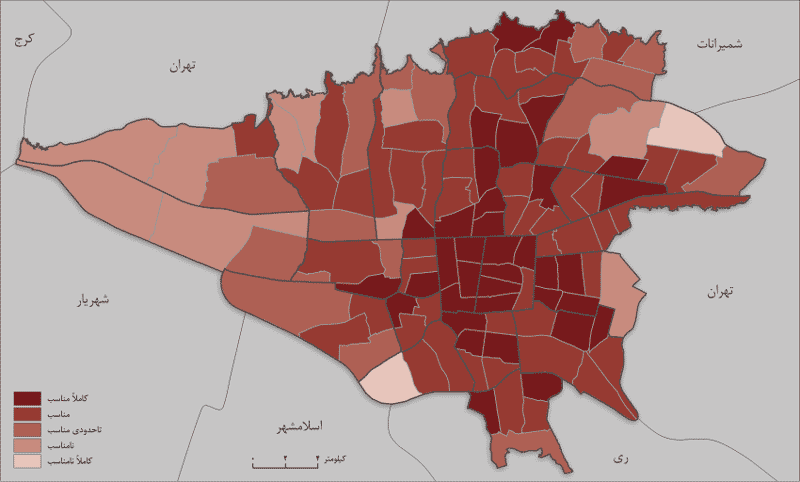 شمیرانات
کرج
تهران
تهران
شهریار
اسلامشهر
ری
کاملاً مناسب
مناسب
تاحدودی مناسب
نامناسب
کاملاً نامناسب
۰ ۲ ۴ کیلومتر